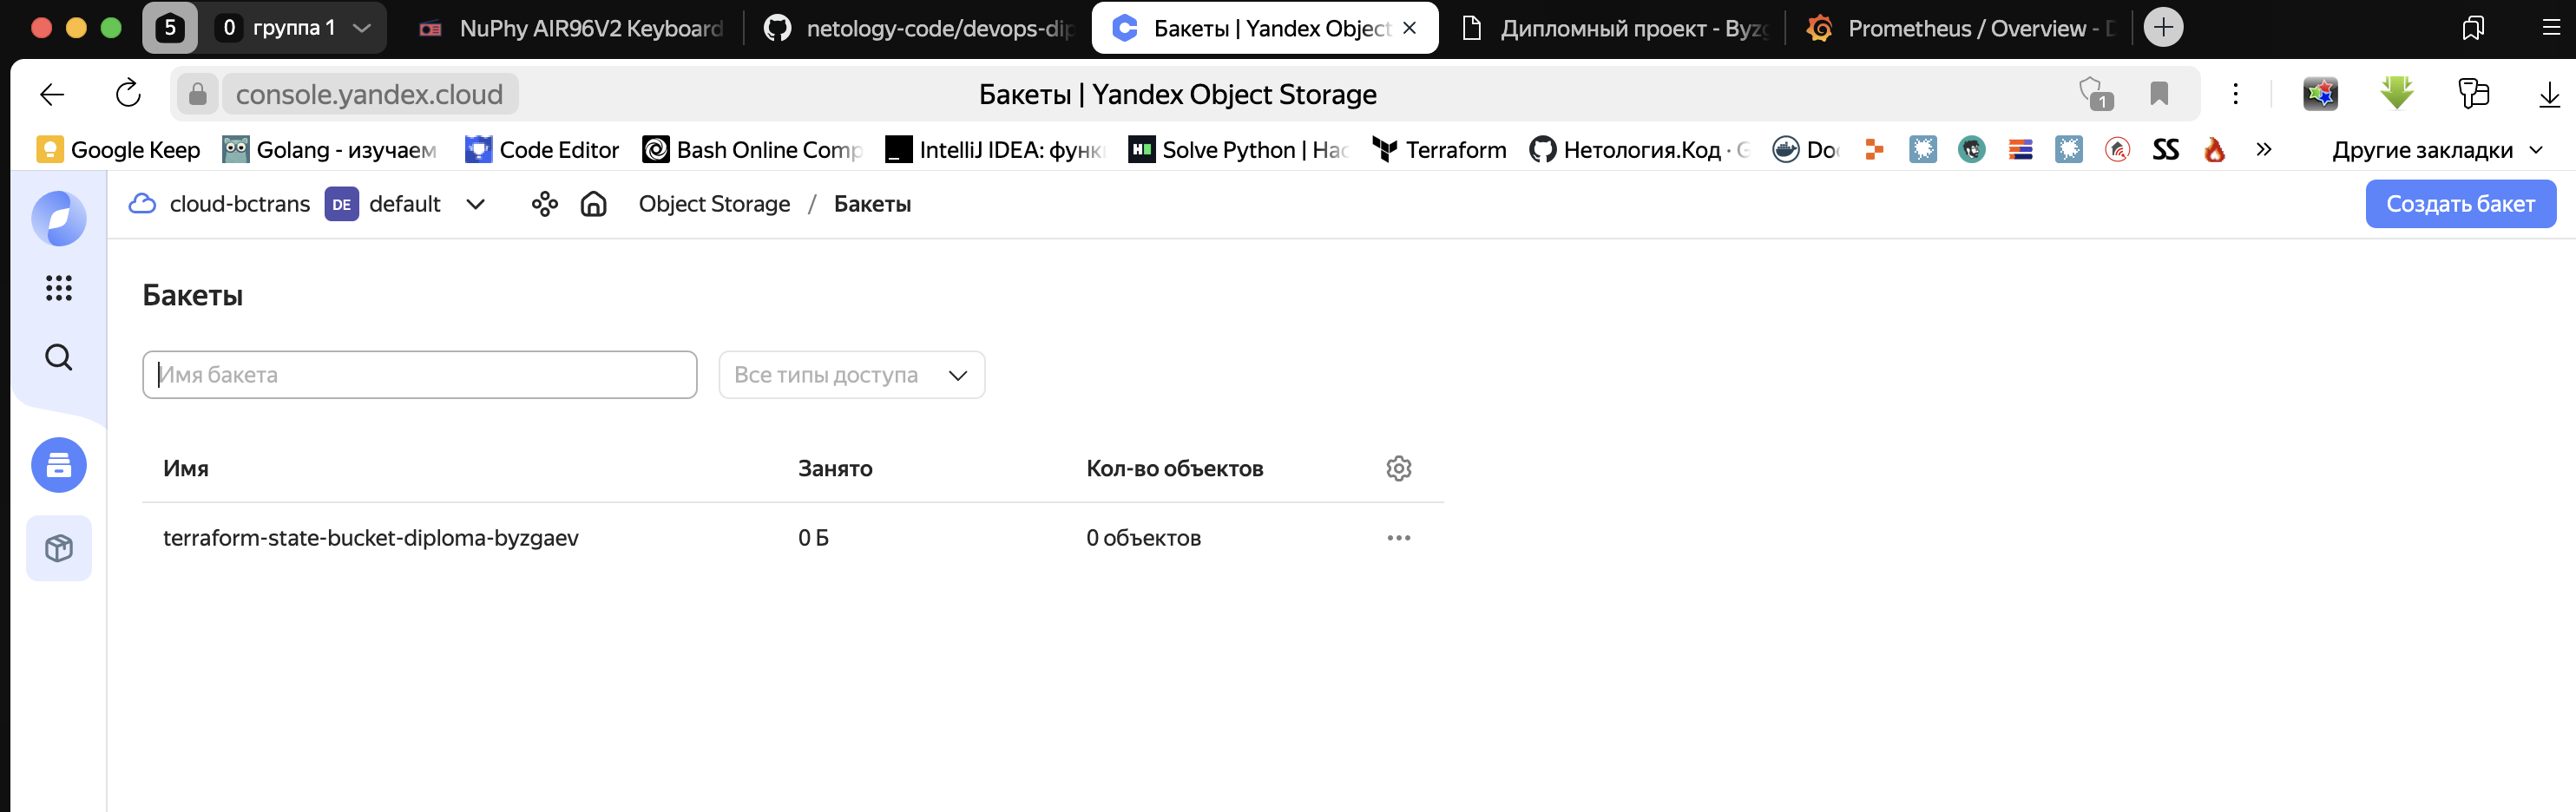 5 0 группа 1 NuPhy AIR96V2 Keyboard netology-code/devops-dip Бакеты | Yandex Object Дипломный проект - Byzg Prometheus / Overview - D
console.yandex.cloud Бакеты | Yandex Object Storage 1
Google Keep Golang - изучаем Code Editor Bash Online Comp IntelliJ IDEA: функ HR Solve Python | Hac Terraform Нетология.Код · G Doc SS Другие закладки
cloud-bctrans DE default Object Storage / Бакеты Создать бакет
Бакеты
Имя бакета Все типы доступа
Имя Занято Кол-во объектов
terraform-state-bucket-diploma-byzgaev 0 Б 0 объектов